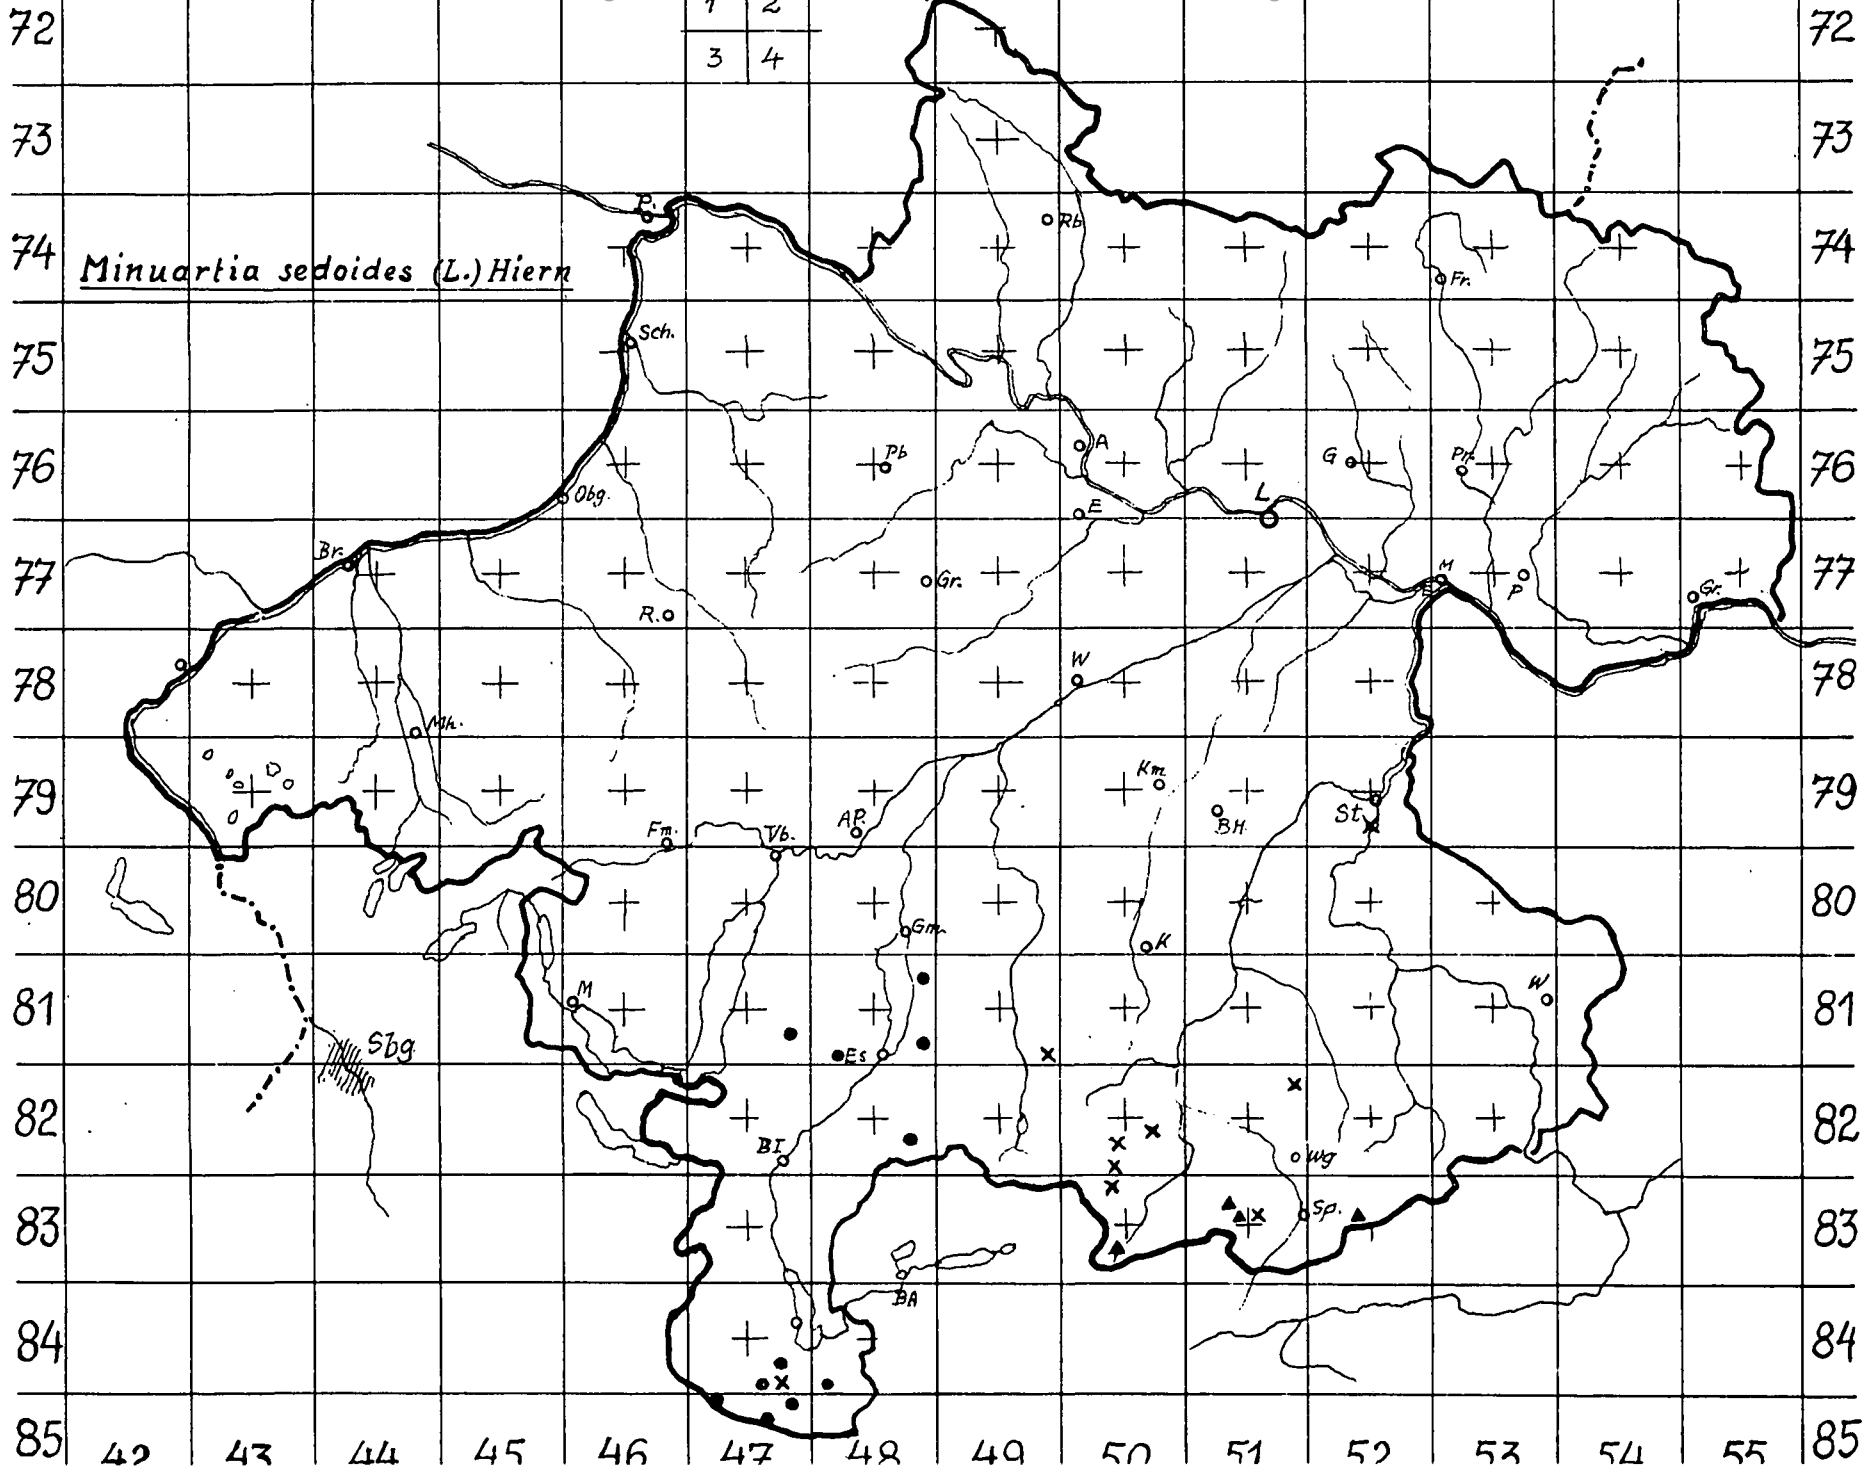 1 2
72 72
3 4
73 73
P.
74 Rb 74
Minuartia sedoides (L.) Hiern
Fr.
Sch.
75 75
A
Pb G Pr.
76 76
Obg. E L
Br. M
77 Gr. P Gr. 77
R.
W
78 78
Mh.
Km
79 79
Fm. Vb. AP. BH St.
80 80
Gm. K
M W
81 81
Sbg Es
82 82
BI Wg
83 Sp. 83
BA
84 84
85 42 43 44 45 46 47 48 49 50 51 52 53 54 55 85